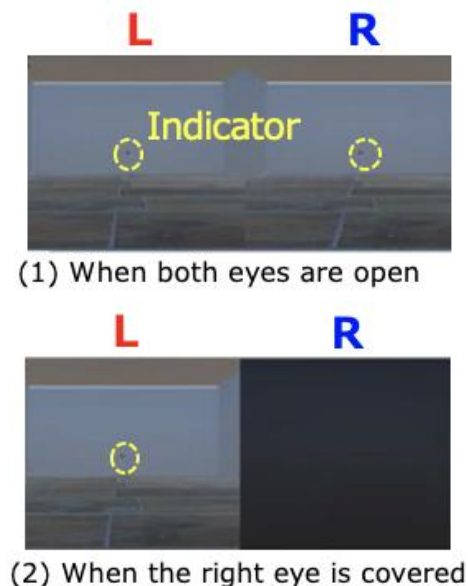 L R
Indicator
(1) When both eyes are open
L R
(2) When the right eye is covered